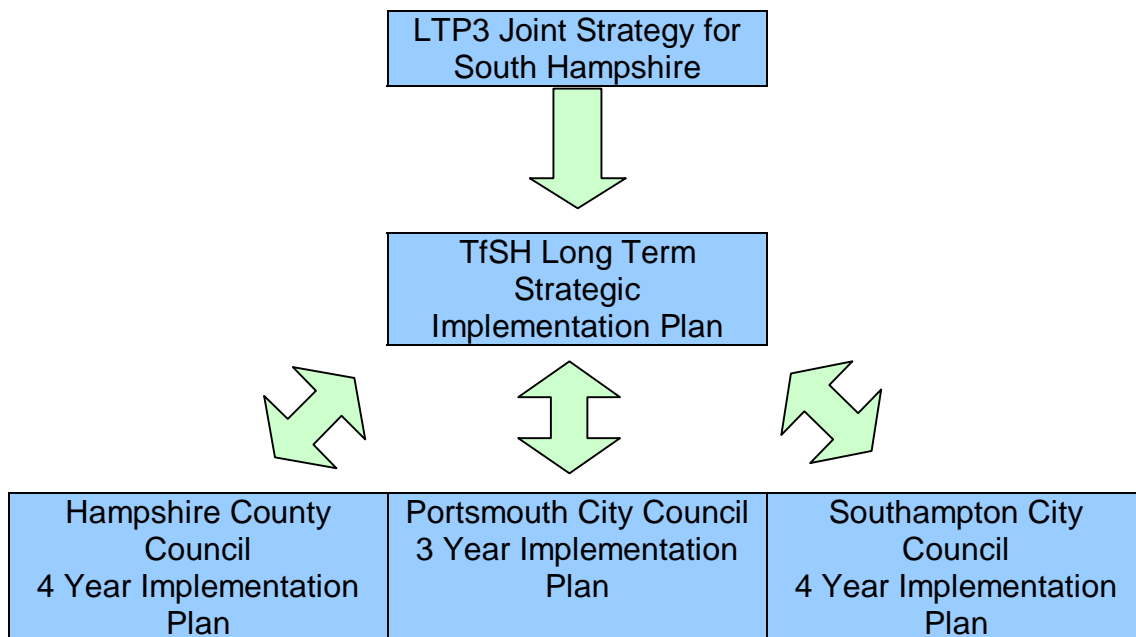 LTP3 Joint Strategy for
South Hampshire
TfSH Long Term
Strategic
Implementation Plan
Hampshire County
Council
4 Year Implementation
Plan
Portsmouth City Council
3 Year Implementation
Plan
Southampton City
Council
4 Year Implementation
Plan